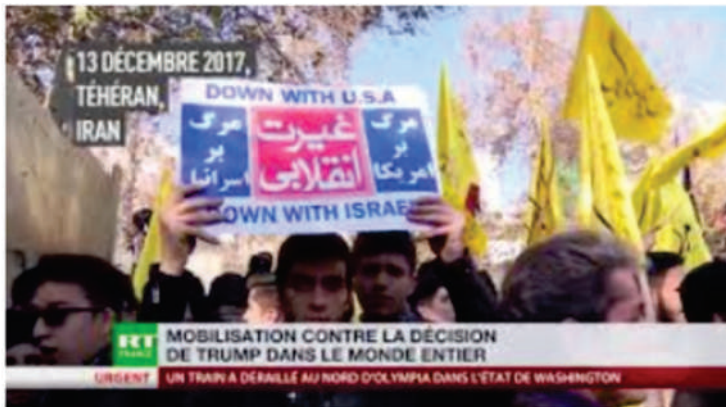 13 DÉCEMBRE 2017,
TÉHÉRAN,
IRAN
DOWN WITH U.S.A
مرگ بر اسرائیل
غیرت انقلابی
مرگ بر امریکا
DOWN WITH ISRAEL
RT
FRANCE
MOBILISATION CONTRE LA DÉCISION
DE TRUMP DANS LE MONDE ENTIER
URGENT
UN TRAIN A DÉRAILLÉ AU NORD D'OLYMPIA DANS L'ÉTAT DE WASHINGTON